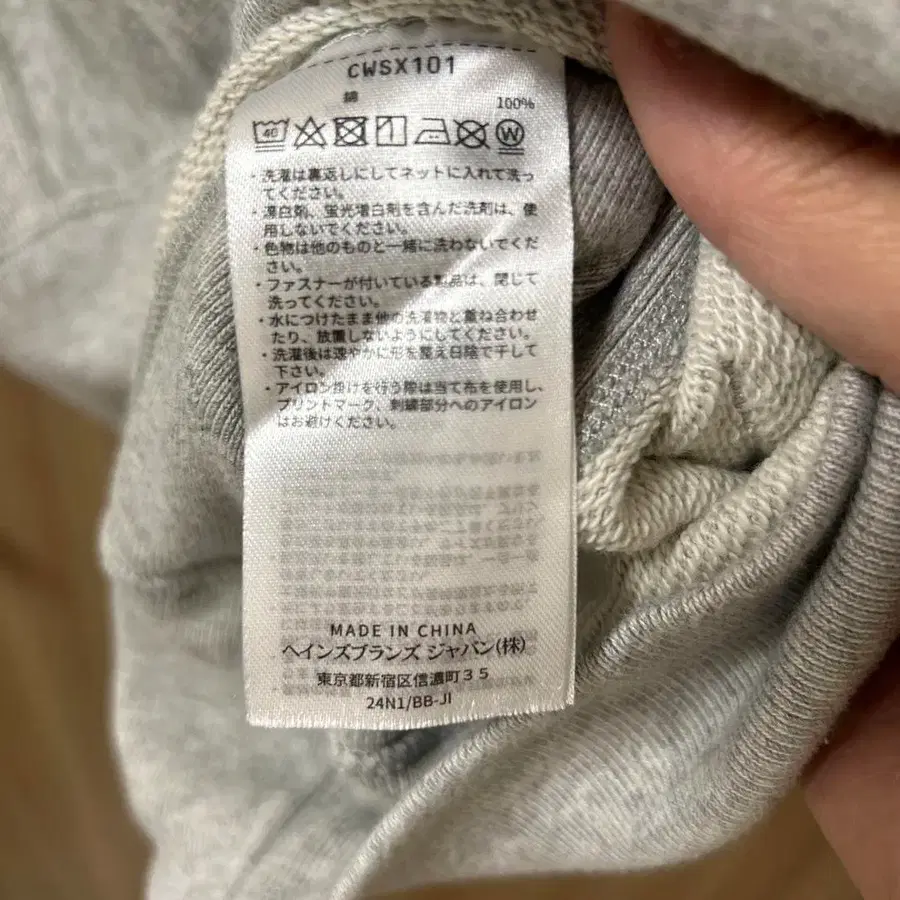 CWSX101
綿 100%
40 W
・洗濯は裏返しにしてネットに入れて洗っ
てください。
・漂白剤、蛍光増白剤を含んだ洗剤は、使
用しないでください。
・色物は他のものと一緒に洗わないでくだ
さい。
・ファスナーが付いている製品は、閉じて
洗ってください。
・水につけたまま他の洗濯物と重ね合わせ
たり、放置しないようにしてください。
・洗濯後は速やかに形を整え日陰で干して
下さい。
・アイロン掛けを行う際は当て布を使用し、
プリントマーク、刺繍部分へのアイロン
はお避けください。
MADE IN CHINA
ヘインズブランズ ジャパン(株)
東京都新宿区信濃町35
24N1/BB-JI